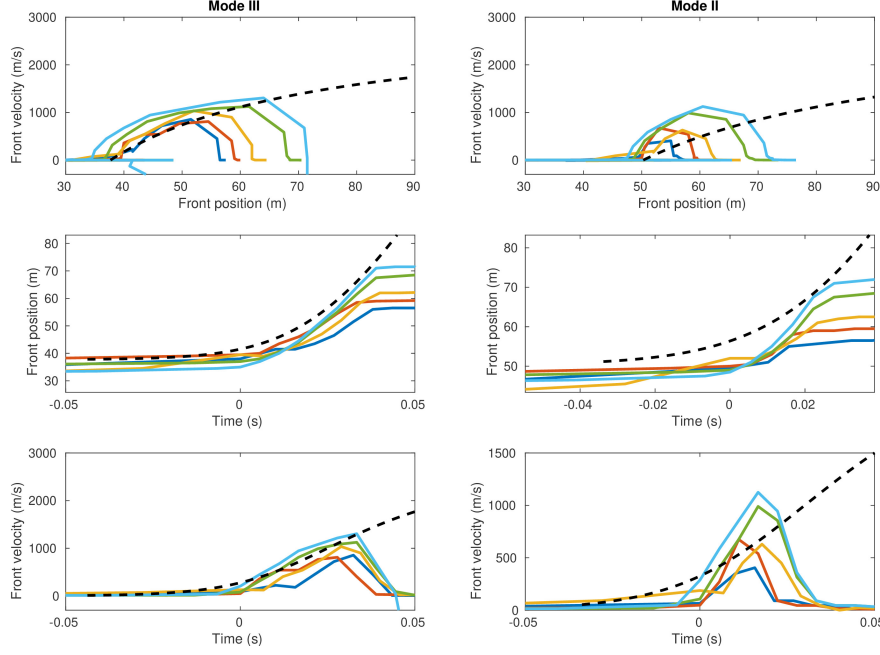 Mode III
Mode II
3000
2000
1000
0
Front velocity (m/s)
30 40 50 60 70 80 90
Front position (m)
3000
2000
1000
0
Front velocity (m/s)
30 40 50 60 70 80 90
Front position (m)
80
70
60
50
40
30
Front position (m)
-0.05 0 0.05
Time (s)
80
70
60
50
Front position (m)
-0.04 -0.02 0 0.02
Time (s)
3000
2000
1000
0
Front velocity (m/s)
-0.05 0 0.05
Time (s)
1500
1000
500
0
Front velocity (m/s)
-0.05 0 0.05
Time (s)